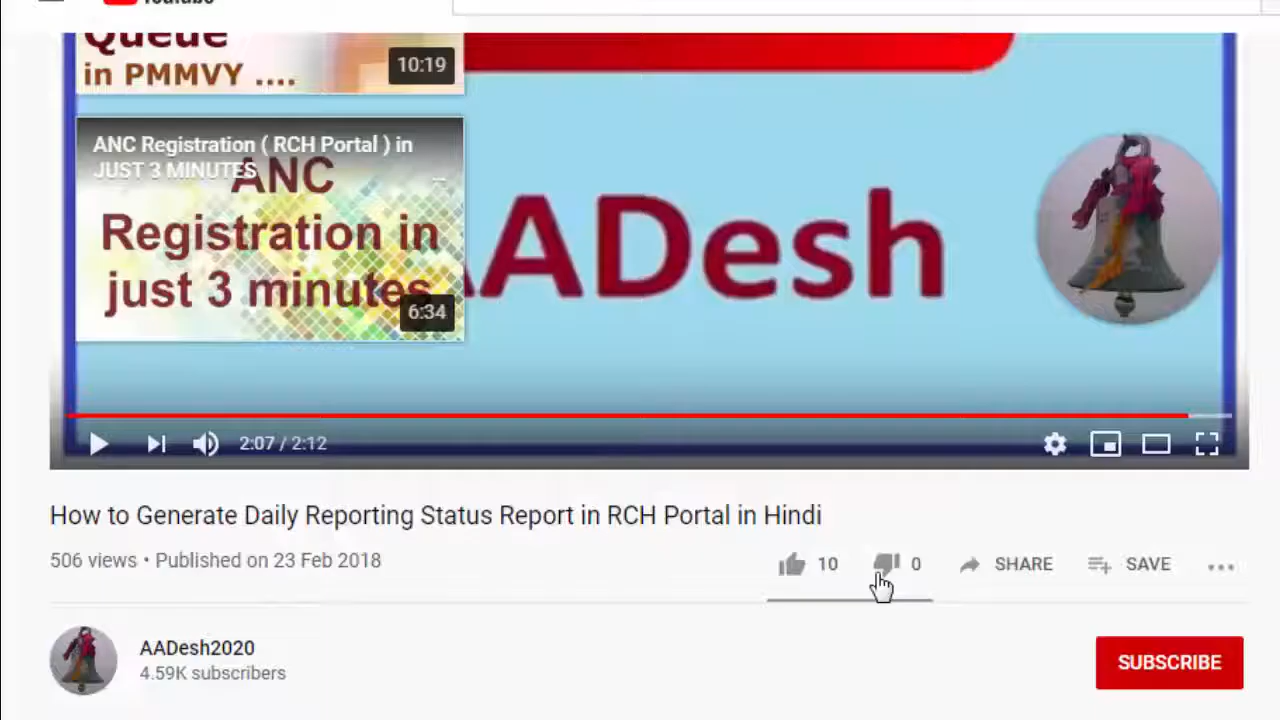 YouTube
Queue
in PMMVY ....
10:19
ANC Registration ( RCH Portal ) in
JUST 3 MINUTES
...
ANC
Registration in
just 3 minutes
6:34
AADesh
2:07 / 2:12
How to Generate Daily Reporting Status Report in RCH Portal in Hindi
506 views • Published on 23 Feb 2018
10
0
SHARE
SAVE
AADesh2020
4.59K subscribers
SUBSCRIBE